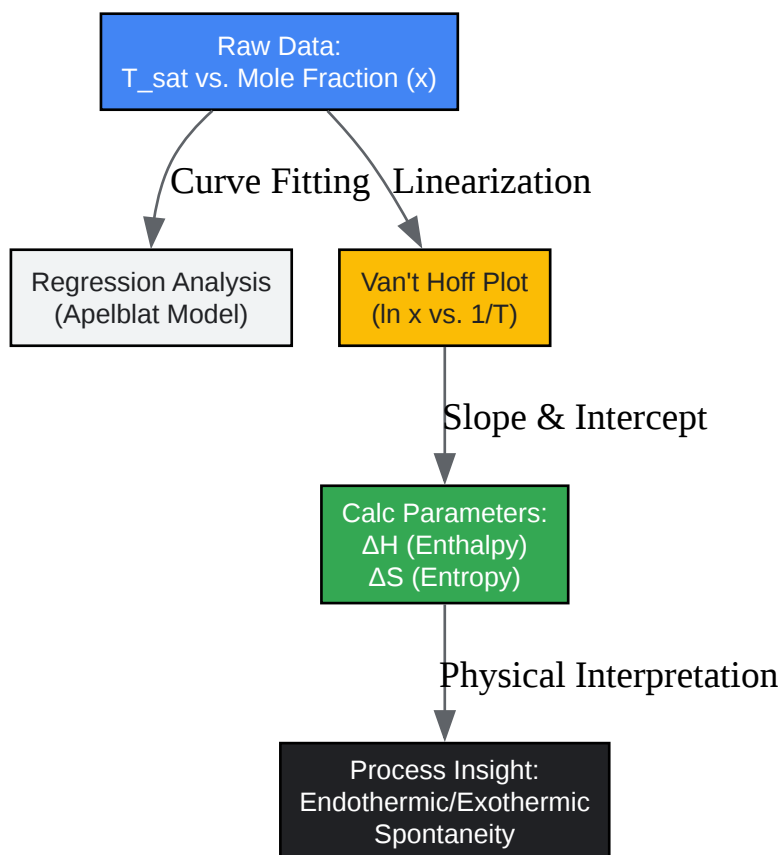 Raw Data:
T_sat vs. Mole Fraction (x)
Curve Fitting
Linearization
Regression Analysis
(Apelblat Model)
Van't Hoff Plot
(ln x vs. 1/T)
Slope & Intercept
Calc Parameters:
ΔH (Enthalpy)
ΔS (Entropy)
Physical Interpretation
Process Insight:
Endothermic/Exothermic
Spontaneity